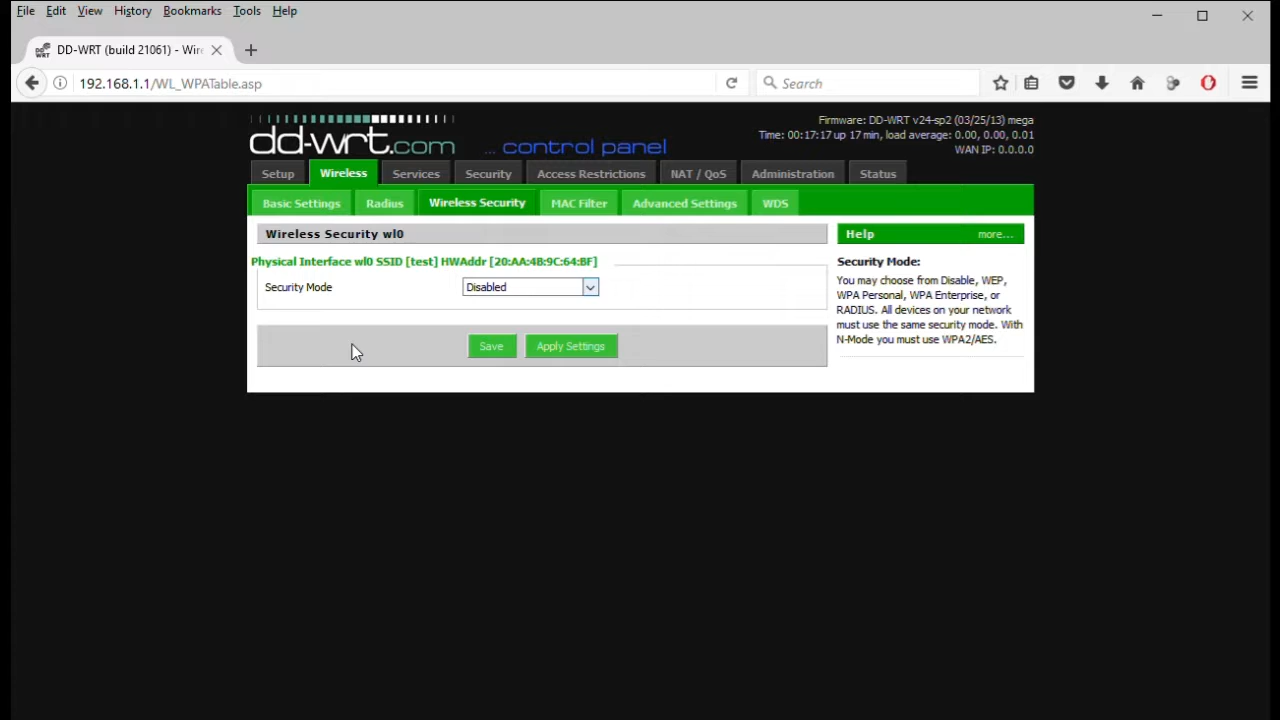 File Edit View History Bookmarks Tools Help
DD-WRT (build 21061) - Wire
192.168.1.1/WL_WPATable.asp
Search
dd-wrt.com ... control panel
Firmware: DD-WRT v24-sp2 (03/25/13) mega
Time: 00:17:17 up 17 min, load average: 0.00, 0.00, 0.01
WAN IP: 0.0.0.0
Setup Wireless Services Security Access Restrictions NAT / QoS Administration Status
Basic Settings Radius Wireless Security MAC Filter Advanced Settings WDS
Wireless Security wl0
Physical Interface wl0 SSID [test] HWAddr [20:AA:4B:9C:64:BF]
Security Mode Disabled
Save Apply Settings
Help more...
Security Mode:
You may choose from Disable, WEP,
WPA Personal, WPA Enterprise, or
RADIUS. All devices on your network
must use the same security mode. With
N-Mode you must use WPA2/AES.